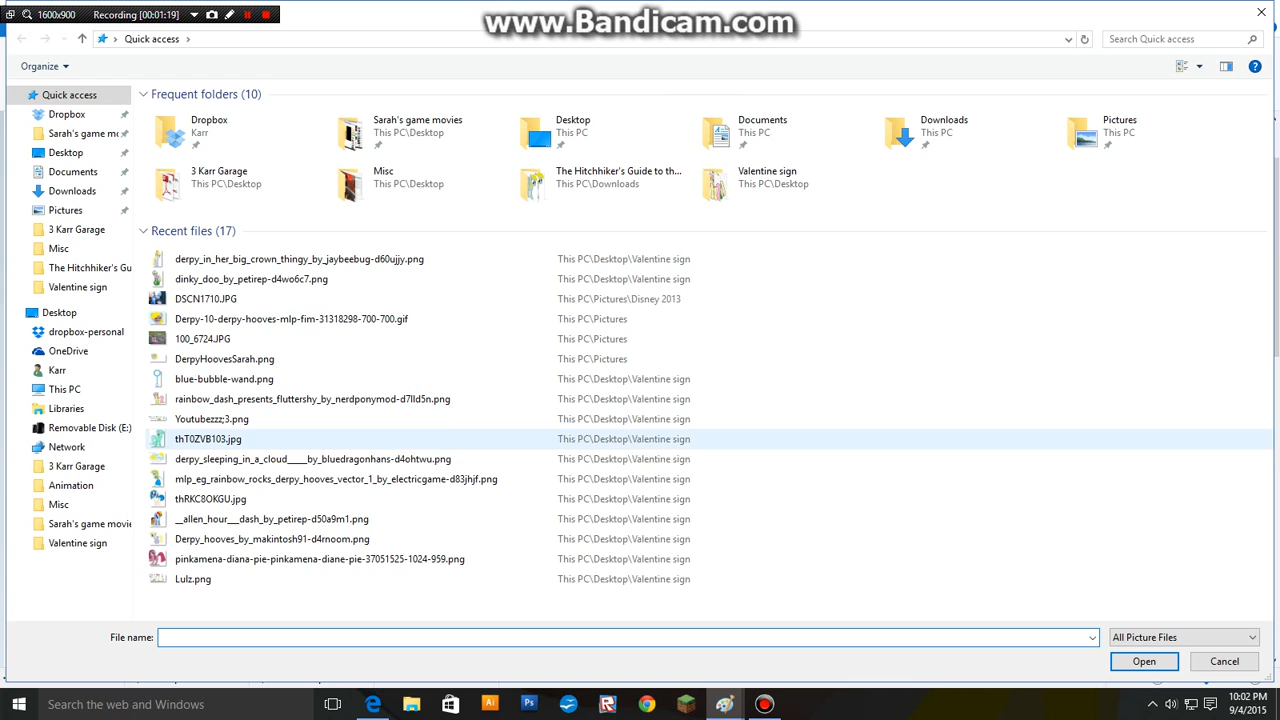 1600x900 Recording [00:01:19]
www.Bandicam.com
Quick access
Search Quick access
Organize
Quick access
Dropbox
Sarah's game mo
Desktop
Documents
Downloads
Pictures
3 Karr Garage
Misc
The Hitchhiker's Gu
Valentine sign
Desktop
dropbox-personal
OneDrive
Karr
This PC
Libraries
Removable Disk (E:)
Network
3 Karr Garage
Animation
Misc
Sarah's game movie
Valentine sign
Frequent folders (10)
Dropbox
Karr
Sarah's game movies
This PC\Desktop
Desktop
This PC
Documents
This PC
Downloads
This PC
Pictures
This PC
3 Karr Garage
This PC\Desktop
Misc
This PC\Desktop
The Hitchhiker's Guide to th...
This PC\Downloads
Valentine sign
This PC\Desktop
Recent files (17)
derpy_in_her_big_crown_thingy_by_jaybeebug-d60ujjy.png This PC\Desktop\Valentine sign
dinky_doo_by_petirep-d4wo6c7.png This PC\Desktop\Valentine sign
DSCN1710.JPG This PC\Pictures\Disney 2013
Derpy-10-derpy-hooves-mlp-fim-31318298-700-700.gif This PC\Pictures
100_6724.JPG This PC\Pictures
DerpyHoovesSarah.png This PC\Pictures
blue-bubble-wand.png This PC\Desktop\Valentine sign
rainbow_dash_presents_fluttershy_by_nerdponymod-d7lld5n.png This PC\Desktop\Valentine sign
Youtubezzz;3.png This PC\Desktop\Valentine sign
thT0ZVB103.jpg This PC\Desktop\Valentine sign
derpy_sleeping_in_a_cloud____by_bluedragonhans-d4ohtwu.png This PC\Desktop\Valentine sign
mlp_eg_rainbow_rocks_derpy_hooves_vector_1_by_electricgame-d83jhjf.png This PC\Desktop\Valentine sign
thRKC8OKGU.jpg This PC\Desktop\Valentine sign
__allen_hour__dash_by_petirep-d50a9m1.png This PC\Desktop\Valentine sign
Derpy_hooves_by_makintosh91-d4rnoom.png This PC\Desktop\Valentine sign
pinkamena-diana-pie-pinkamena-diane-pie-37051525-1024-959.png This PC\Desktop\Valentine sign
Lulz.png This PC\Desktop\Valentine sign
File name:
All Picture Files
Open Cancel
Search the web and Windows
Ai
Ps
10:02 PM
9/4/2015